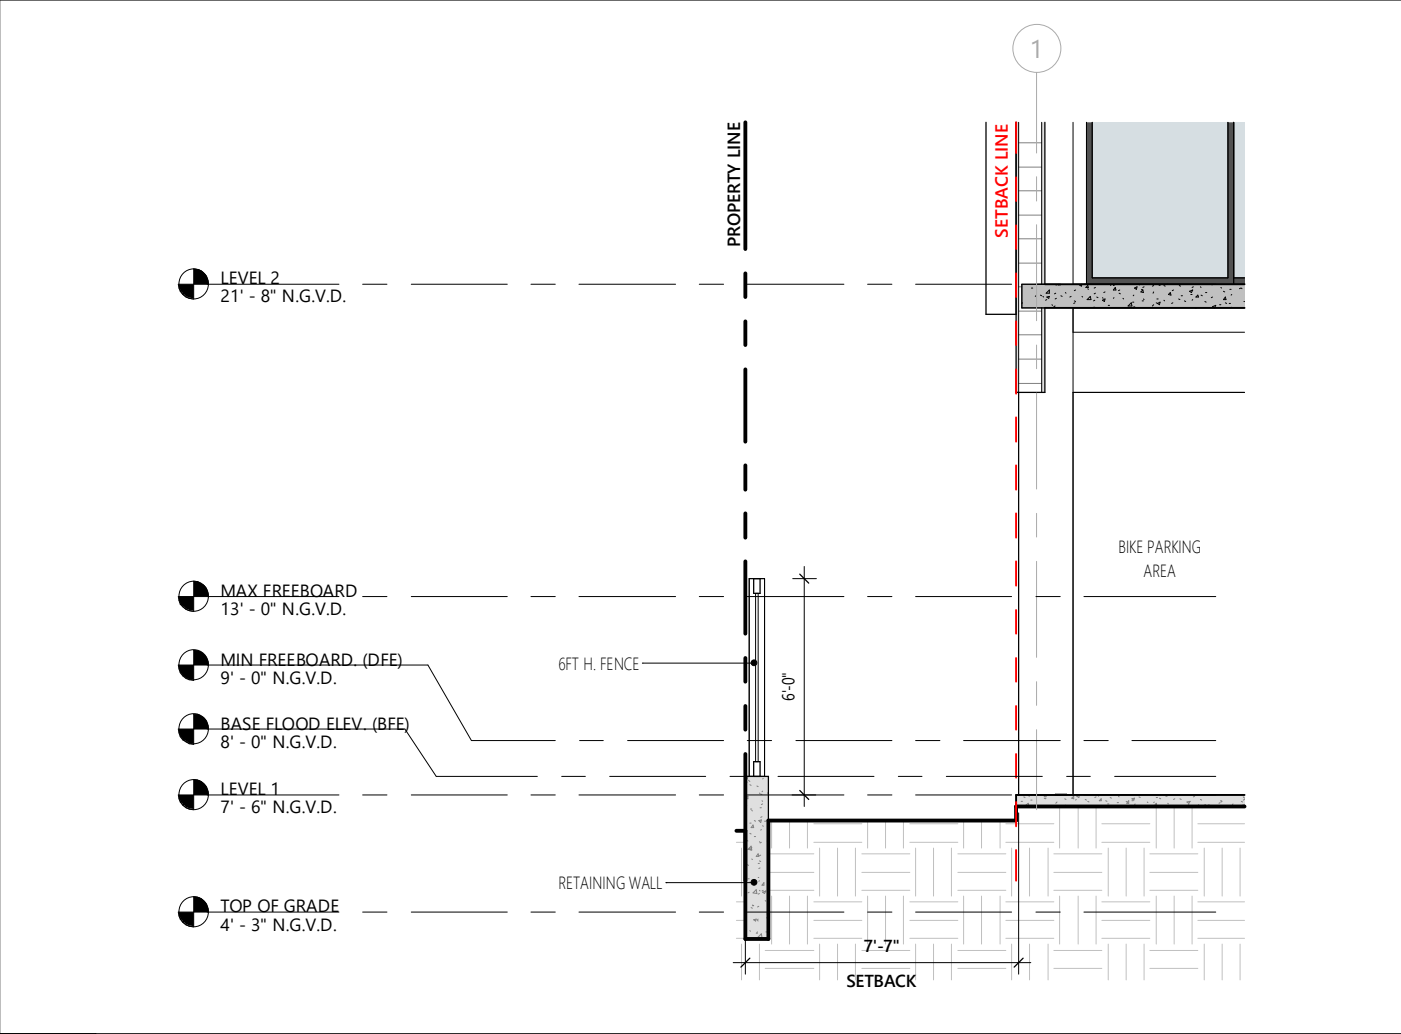 1
PROPERTY LINE
SETBACK LINE
LEVEL 2
21' - 8" N.G.V.D.
BIKE PARKING
AREA
MAX FREEBOARD
13' - 0" N.G.V.D.
MIN FREEBOARD. (DFE)
9' - 0" N.G.V.D.
6FT H. FENCE
6'-0"
BASE FLOOD ELEV. (BFE)
8' - 0" N.G.V.D.
LEVEL 1
7' - 6" N.G.V.D.
RETAINING WALL
TOP OF GRADE
4' - 3" N.G.V.D.
7'-7"
SETBACK